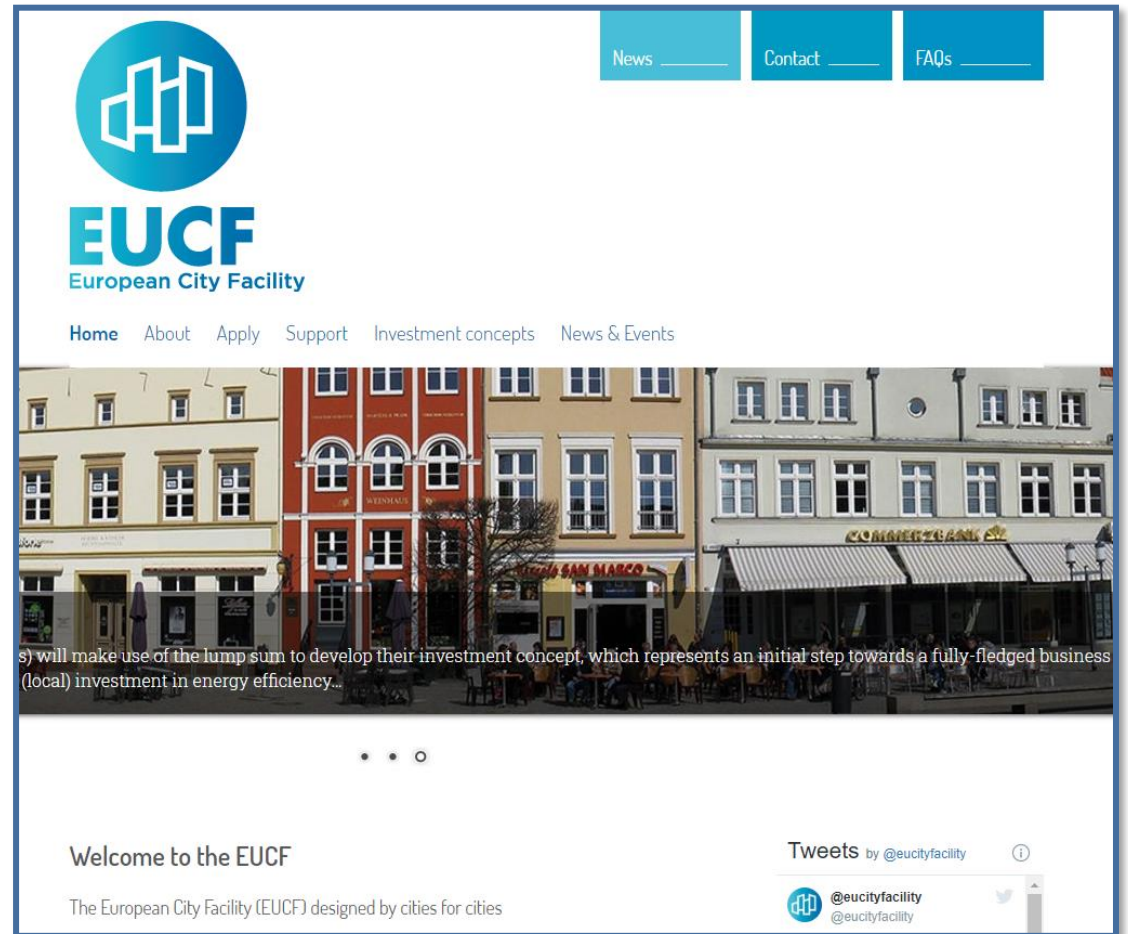 News
Contact
FAQs
EUCF
European City Facility
Home About Apply Support Investment concepts News & Events
WEINHAUS
COMMERZBANK
SAN MARCO
s) will make use of the lump sum to develop their investment concept, which represents an initial step towards a fully-fledged business
(local) investment in energy efficiency...
Welcome to the EUCF
The European City Facility (EUCF) designed by cities for cities
Tweets by @eucityfacility
@eucityfacility
@eucityfacility